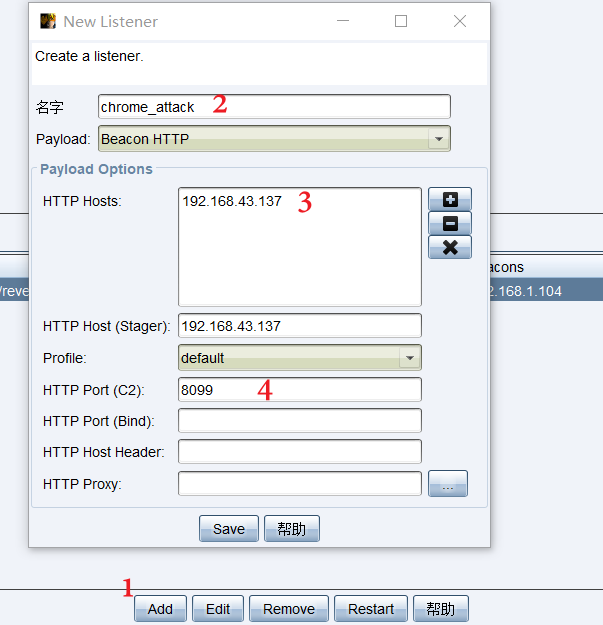 New Listener
Create a listener.
名字 chrome_attack 2
Payload: Beacon HTTP
Payload Options
HTTP Hosts: 192.168.43.137 3
acons
/reve 2.168.1.104
HTTP Host (Stager): 192.168.43.137
Profile: default
HTTP Port (C2): 8099 4
HTTP Port (Bind):
HTTP Host Header:
HTTP Proxy: ...
Save 帮助
1
Add Edit Remove Restart 帮助